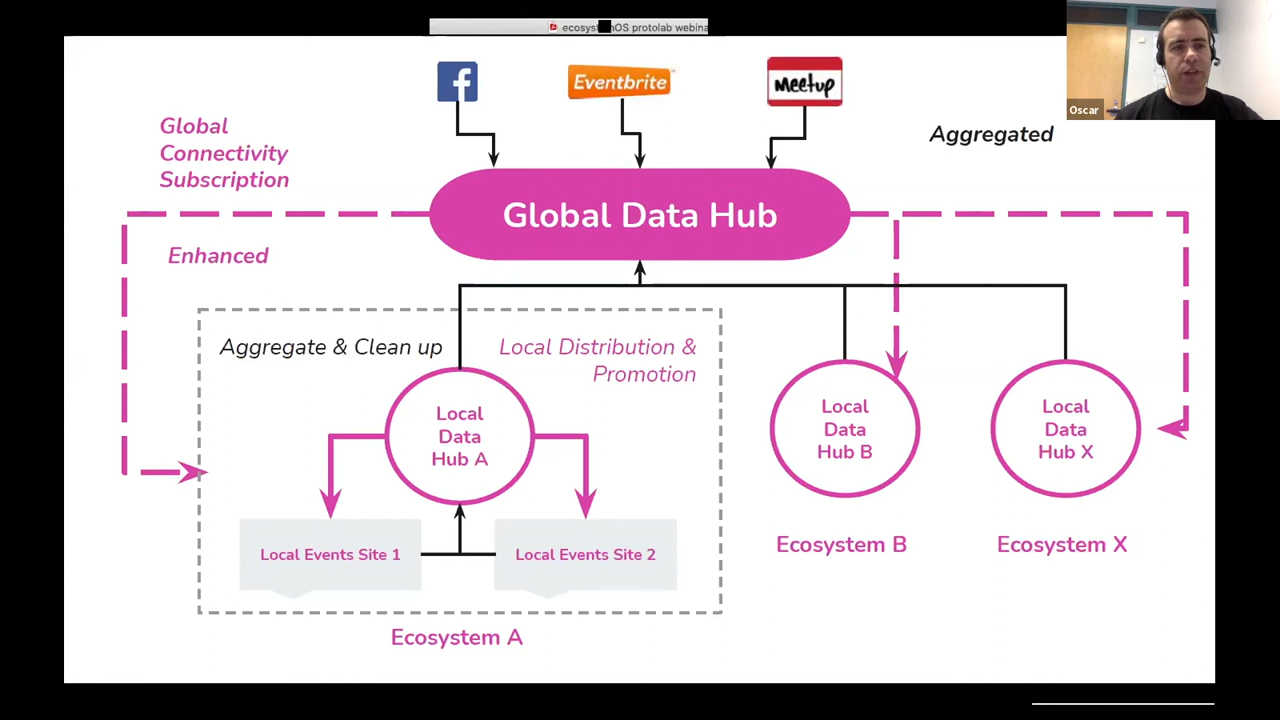 ecosystemOS protolab webina
Oscar
f
Eventbrite
meetup
Global
Connectivity
Subscription
Aggregated
Global Data Hub
Enhanced
Aggregate & Clean up
Local Distribution &
Promotion
Local
Data
Hub A
Local
Data
Hub B
Local
Data
Hub X
Local Events Site 1
Local Events Site 2
Ecosystem B
Ecosystem X
Ecosystem A